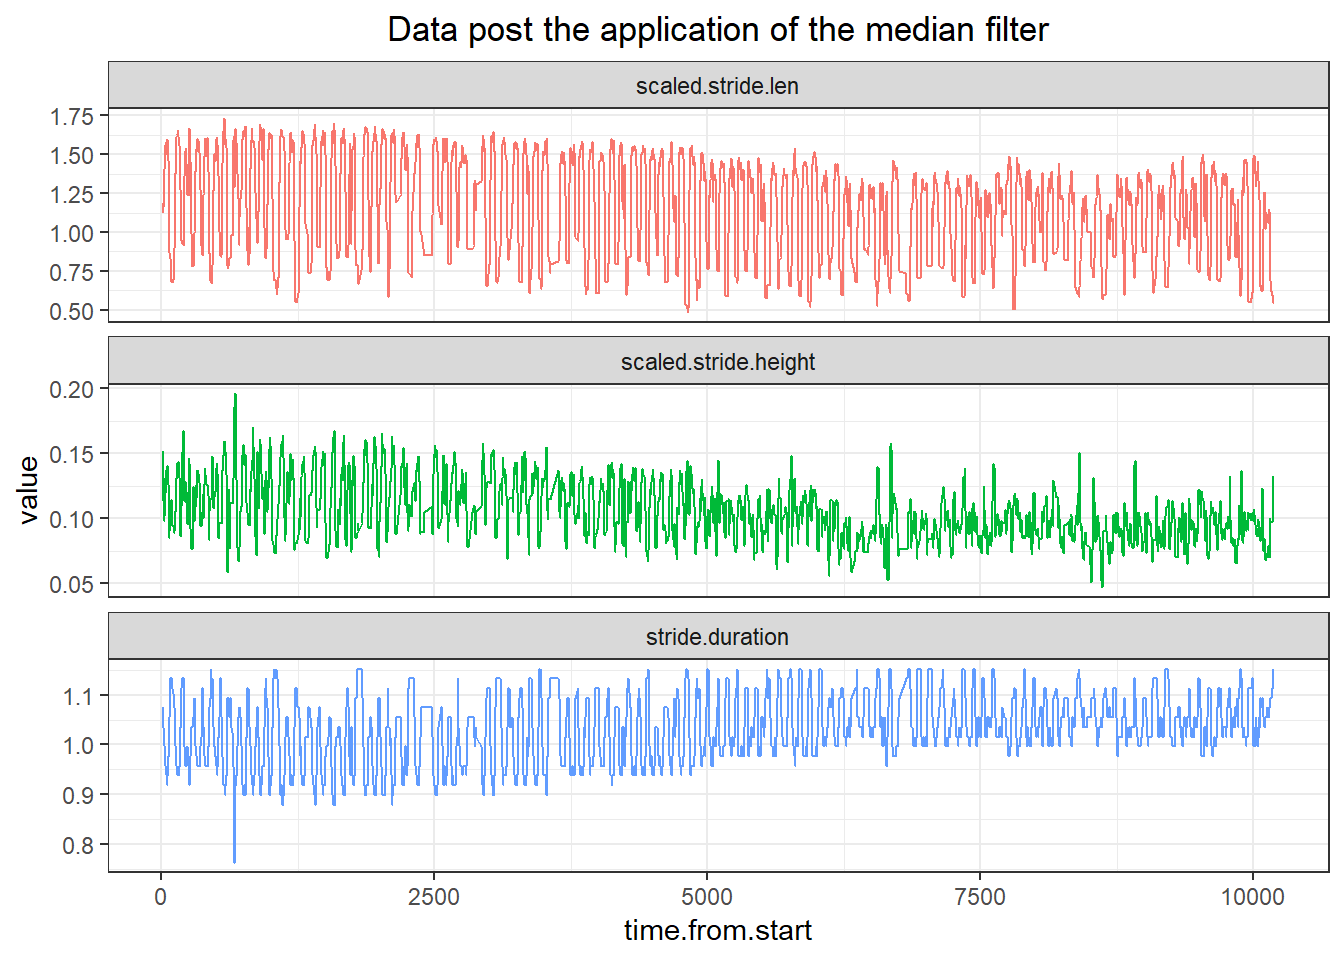 Data post the application of the median filter
scaled.stride.len
1.75
1.50
1.25
1.00
0.75
0.50
scaled.stride.height
0.20
0.15
0.10
0.05
value
stride.duration
1.1
1.0
0.9
0.8
0 2500 5000 7500 10000
time.from.start